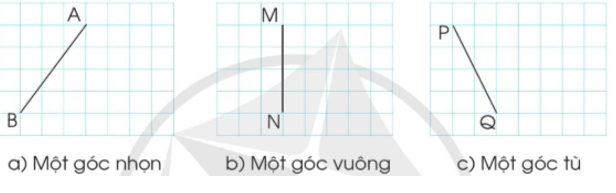 A
B
M
N
P
Q
a) Một góc nhọn
b) Một góc vuông
c) Một góc tù